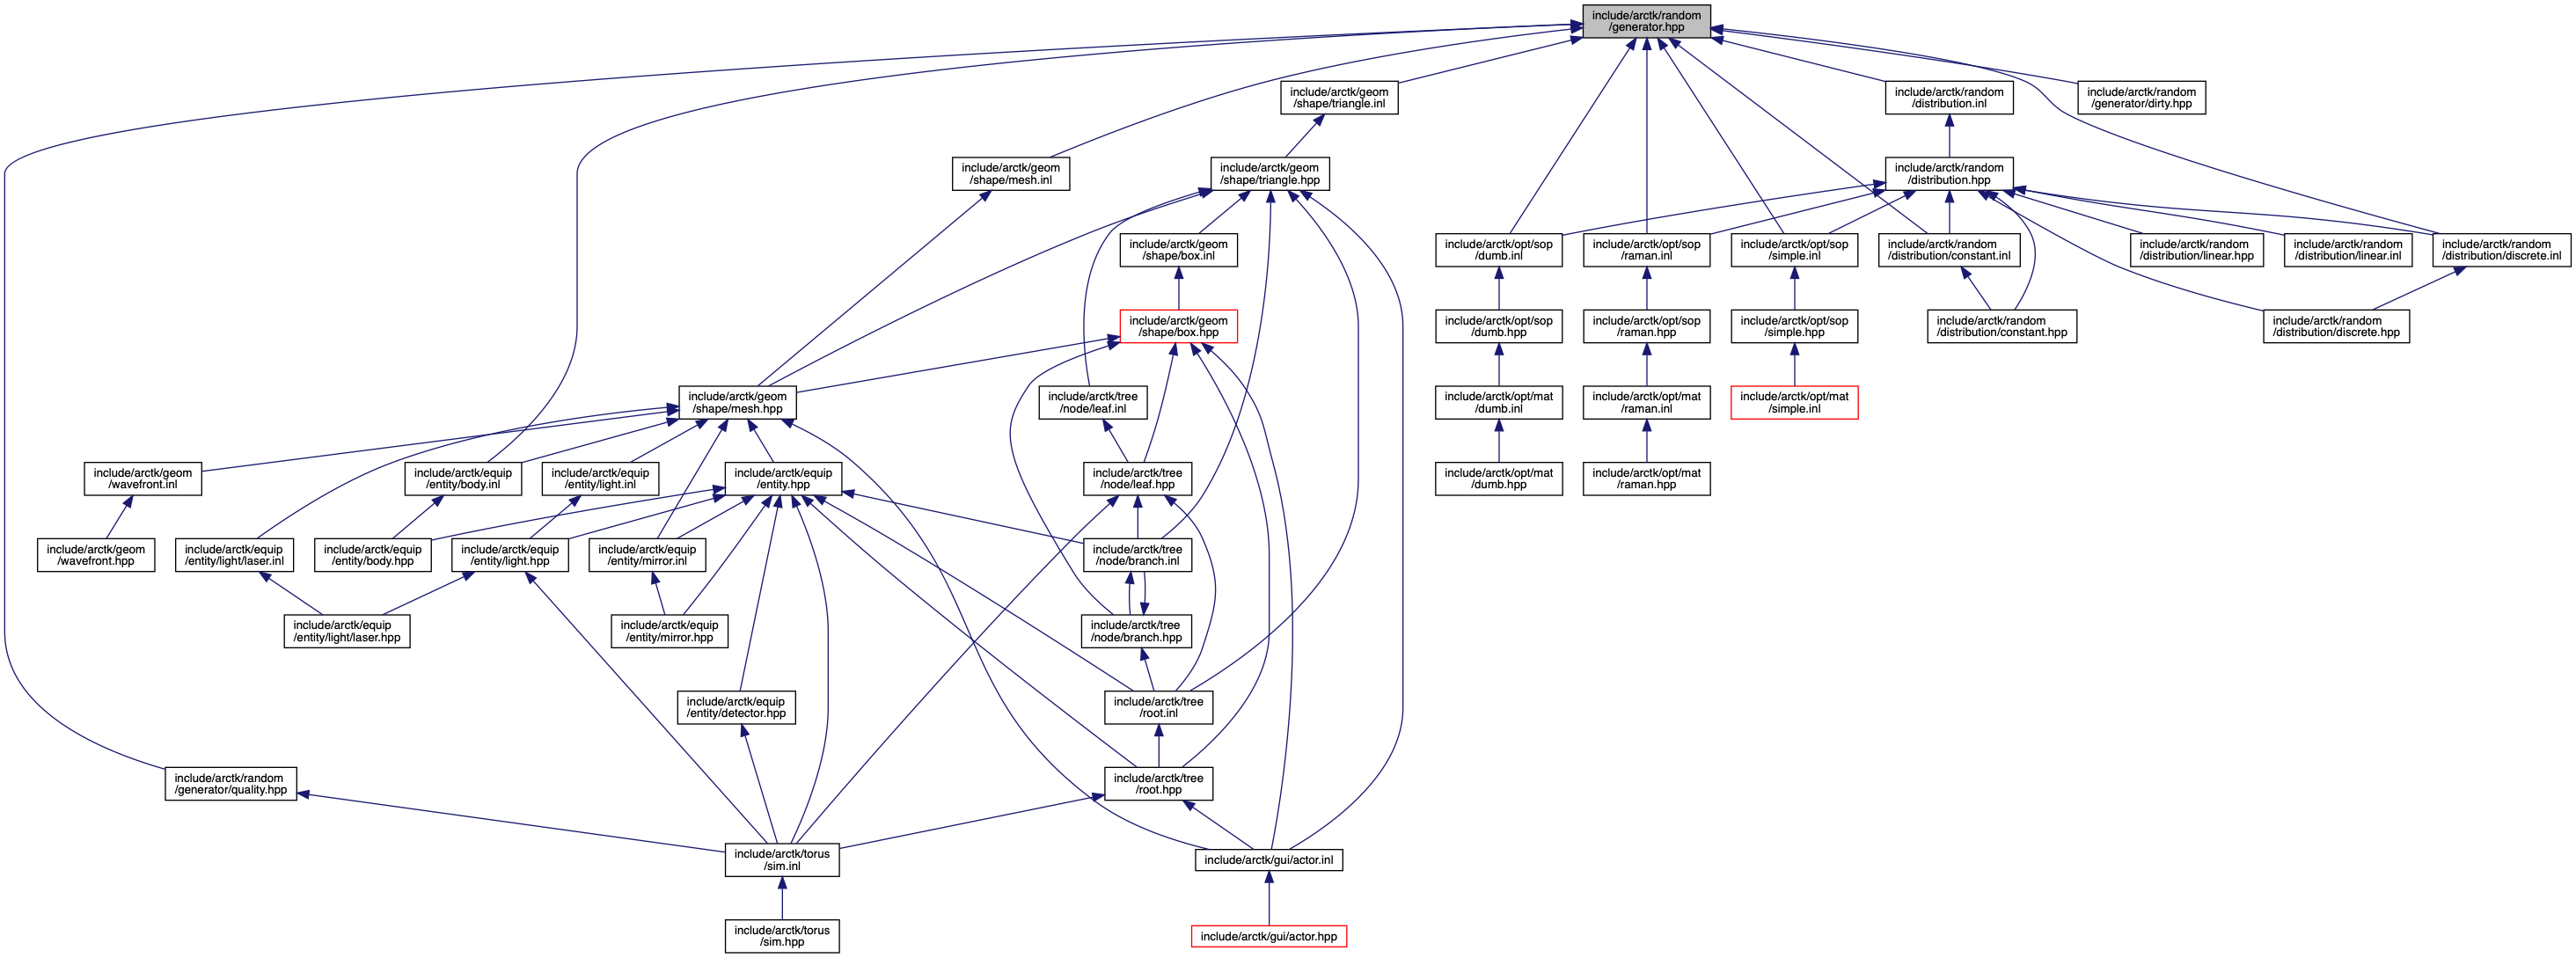 include/arctk/random
/generator.hpp
include/arctk/geom
/shape/triangle.inl
include/arctk/random
/distribution.inl
include/arctk/random
/generator/dirty.hpp
include/arctk/geom
/shape/mesh.inl
include/arctk/geom
/shape/triangle.hpp
include/arctk/random
/distribution.hpp
include/arctk/geom
/shape/box.inl
include/arctk/opt/sop
/dumb.inl
include/arctk/opt/sop
/raman.inl
include/arctk/opt/sop
/simple.inl
include/arctk/random
/distribution/constant.inl
include/arctk/random
/distribution/linear.hpp
include/arctk/random
/distribution/linear.inl
include/arctk/random
/distribution/discrete.inl
include/arctk/geom
/shape/box.hpp
include/arctk/opt/sop
/dumb.hpp
include/arctk/opt/sop
/raman.hpp
include/arctk/opt/sop
/simple.hpp
include/arctk/random
/distribution/constant.hpp
include/arctk/random
/distribution/discrete.hpp
include/arctk/geom
/shape/mesh.hpp
include/arctk/tree
/node/leaf.inl
include/arctk/opt/mat
/dumb.inl
include/arctk/opt/mat
/raman.inl
include/arctk/opt/mat
/simple.inl
include/arctk/geom
/wavefront.inl
include/arctk/equip
/entity/body.inl
include/arctk/equip
/entity/light.inl
include/arctk/equip
/entity.hpp
include/arctk/tree
/node/leaf.hpp
include/arctk/opt/mat
/dumb.hpp
include/arctk/opt/mat
/raman.hpp
include/arctk/geom
/wavefront.hpp
include/arctk/equip
/entity/light/laser.inl
include/arctk/equip
/entity/body.hpp
include/arctk/equip
/entity/light.hpp
include/arctk/equip
/entity/mirror.inl
include/arctk/tree
/node/branch.inl
include/arctk/equip
/entity/light/laser.hpp
include/arctk/equip
/entity/mirror.hpp
include/arctk/tree
/node/branch.hpp
include/arctk/equip
/entity/detector.hpp
include/arctk/tree
/root.inl
include/arctk/random
/generator/quality.hpp
include/arctk/tree
/root.hpp
include/arctk/torus
/sim.inl
include/arctk/gui/actor.inl
include/arctk/torus
/sim.hpp
include/arctk/gui/actor.hpp